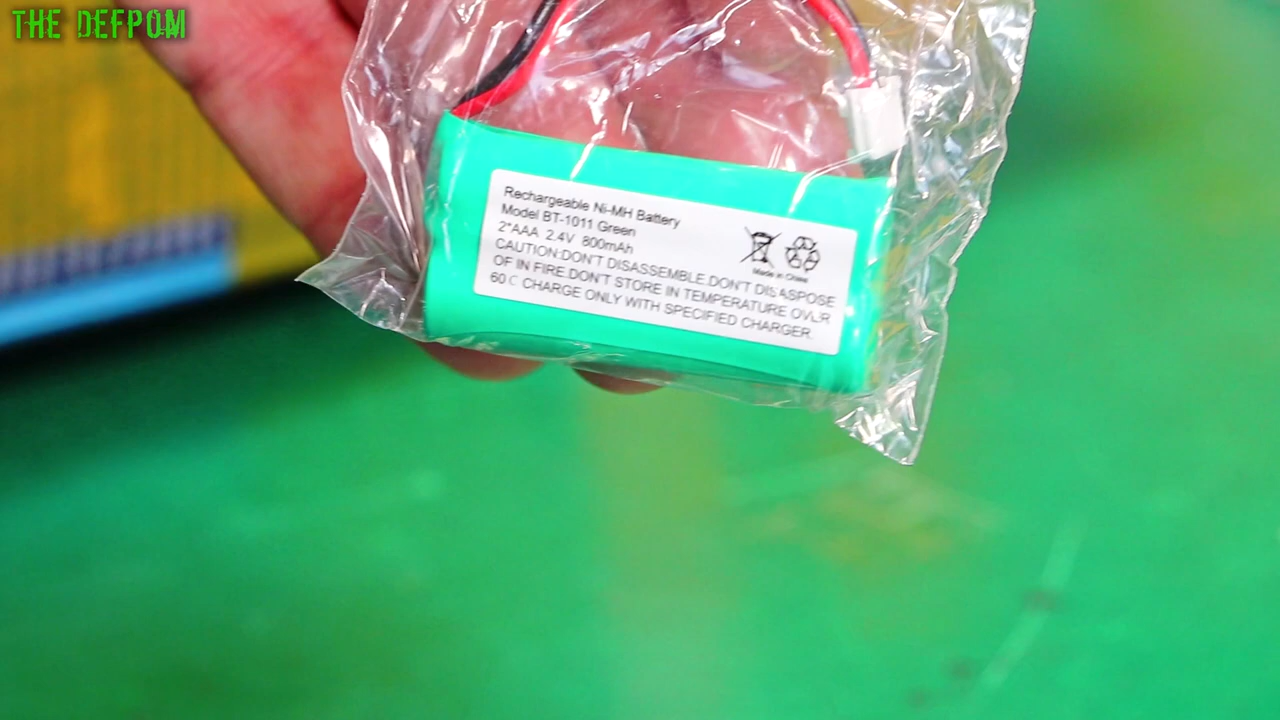 THE DEFPOM
Rechargeable Ni-MH Battery
Model BT-1011 Green
2*AAA 2.4V 800mAh
CAUTION:DON'T DISASSEMBLE.DON'T DISASPOSE
OF IN FIRE.DON'T STORE IN TEMPERATURE OVER
60 C CHARGE ONLY WITH SPECIFIED CHARGER.
Made in China